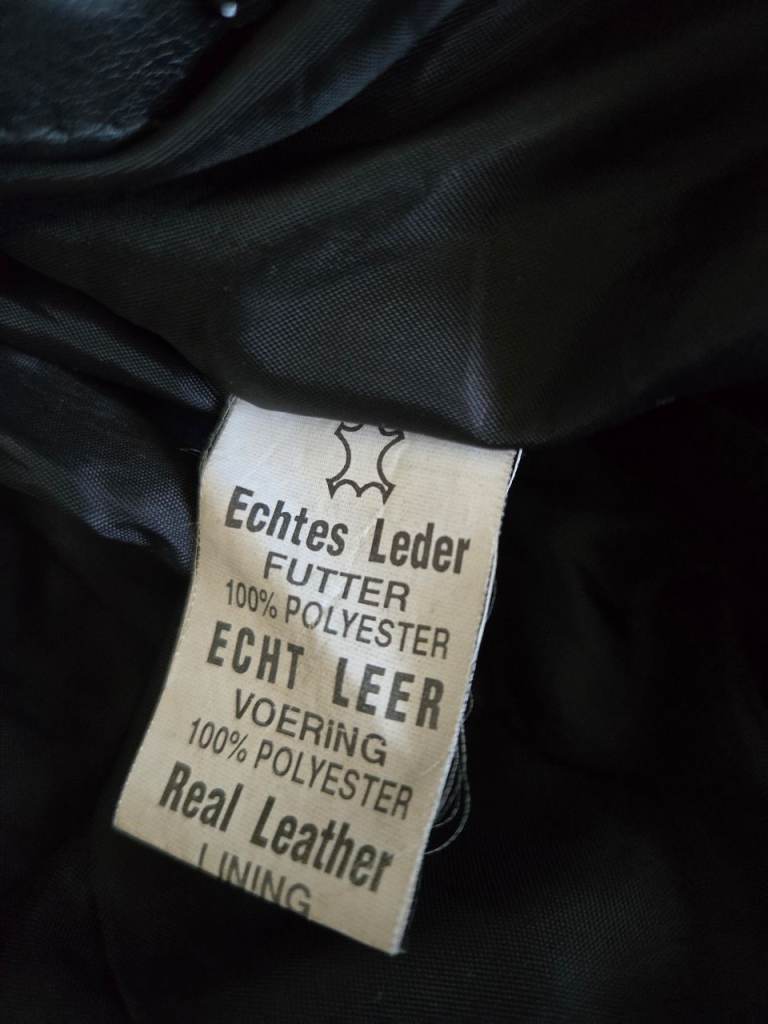 Echtes Leder
FUTTER
100% POLYESTER
ECHT LEER
VOERING
100% POLYESTER
Real Leather
LINING